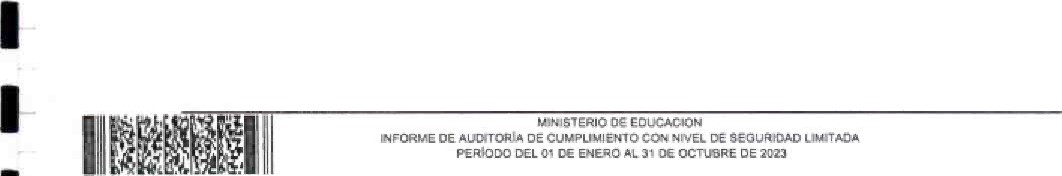 MINISTERIO DE EDUCACION
INFORME DE AUDITORÍA DE CUMPLIMIENTO CON NIVEL DE SEGURIDAD LIMITADA
PERÍODO DEL 01 DE ENERO AL 31 DE OCTUBRE DE 2023